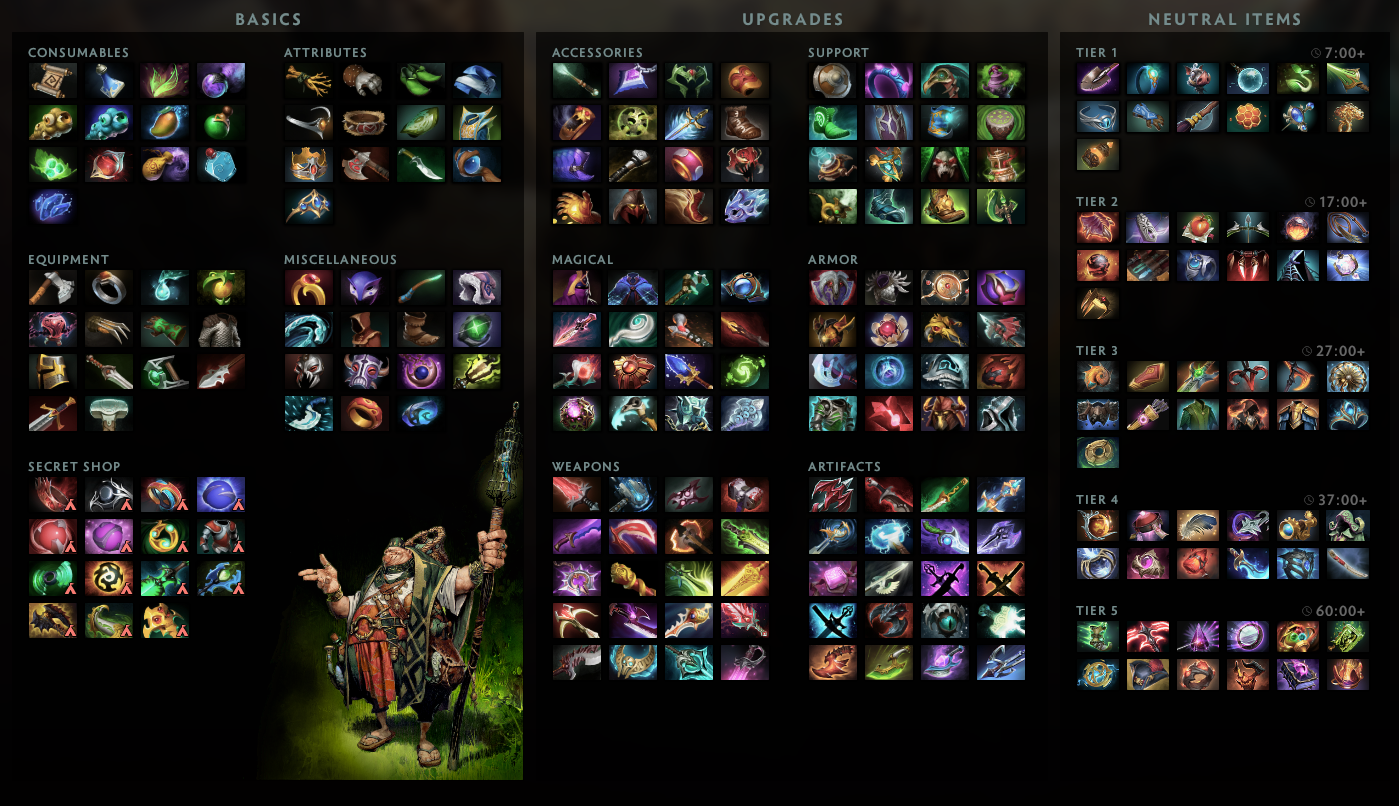 BASICS
CONSUMABLES
ATTRIBUTES
EQUIPMENT
MISCELLANEOUS
SECRET SHOP
UPGRADES
ACCESSORIES
SUPPORT
MAGICAL
ARMOR
WEAPONS
ARTIFACTS
NEUTRAL ITEMS
TIER 1
7:00+
TIER 2
17:00+
TIER 3
27:00+
TIER 4
37:00+
TIER 5
60:00+